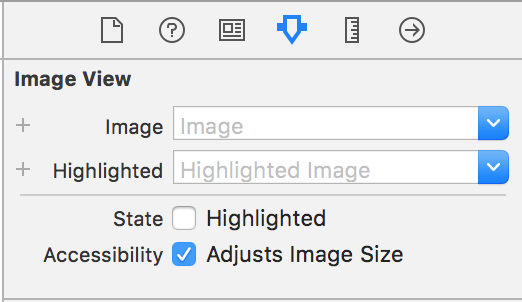 Image View
Image Image
Highlighted Highlighted Image
State Highlighted
Accessibility Adjusts Image Size